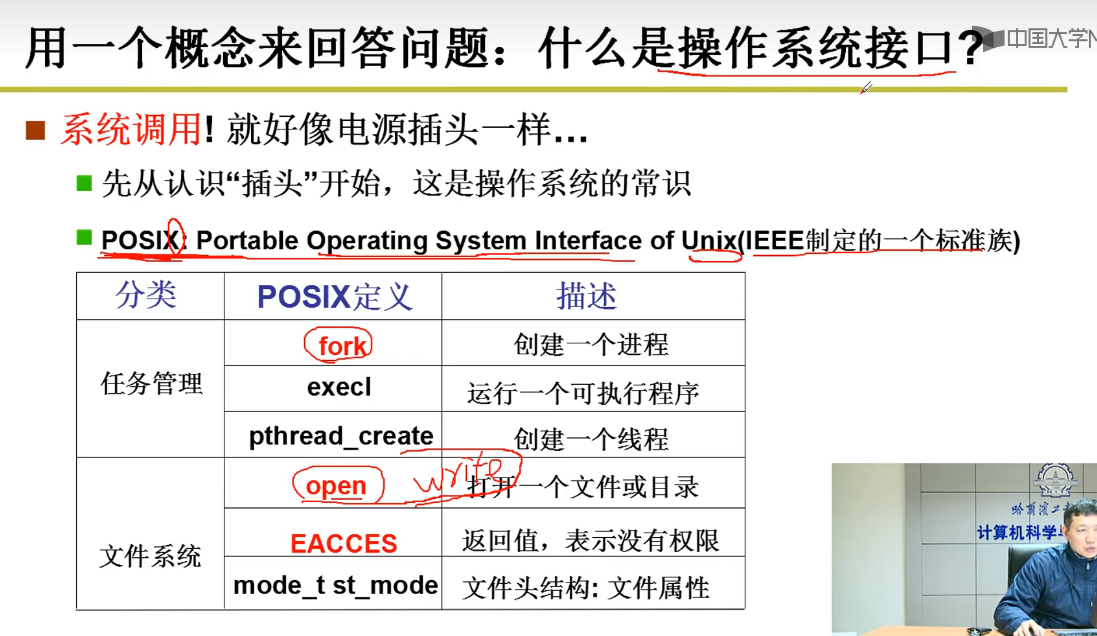 用一个概念来回答问题：什么是操作系统接口？
中国大学M
系统调用! 就好像电源插头一样…
先从认识“插头”开始，这是操作系统的常识
POSIX: Portable Operating System Interface of Unix(IEEE制定的一个标准族)
分类 POSIX定义 描述
任务管理
fork 创建一个进程
execl 运行一个可执行程序
pthread_create 创建一个线程
文件系统
open write 打开一个文件或目录
EACCES 返回值，表示没有权限
mode_t st_mode 文件头结构: 文件属性
哈尔滨工
计算机科学